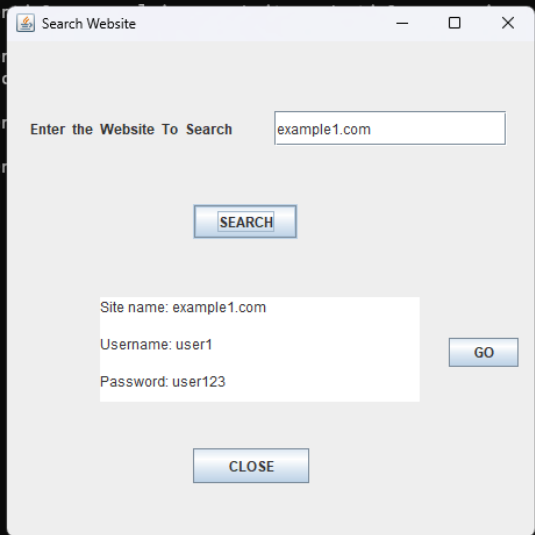 Search Website
Enter the Website To Search
example1.com
SEARCH
Site name: example1.com
Username: user1
GO
Password: user123
CLOSE